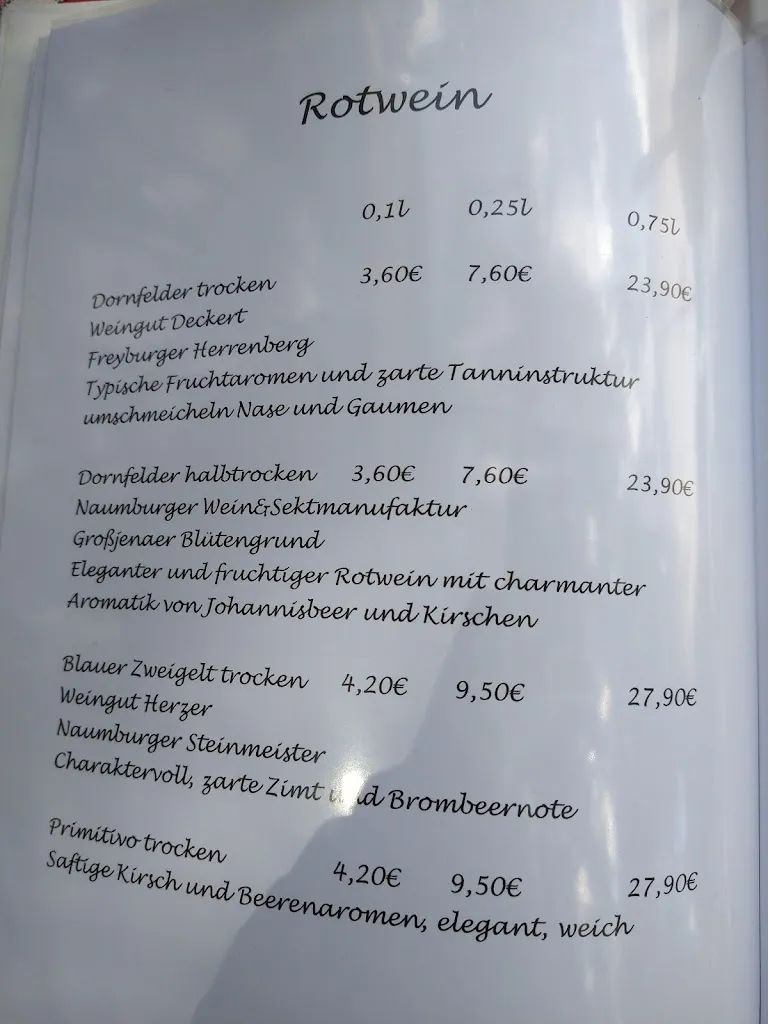 Rotwein
0,1l 0,25l 0,75l
Dornfelder trocken 3,60€ 7,60€ 23,90€
Weingut Deckert
Freyburger Herrenberg
Typische Fruchtaromen und zarte Tanninstruktur
umschmeicheln Nase und Gaumen
Dornfelder halbtrocken 3,60€ 7,60€ 23,90€
Naumburger Wein&Sektmanufaktur
Großjenaer Blütengrund
Eleganter und fruchtiger Rotwein mit charmanter
Aromatik von Johannisbeer und Kirschen
Blauer Zweigelt trocken 4,20€ 9,50€ 27,90€
Weingut Herzer
Naumburger Steinmeister
Charaktervoll, zarte Zimt und Brombeernote
Primitivo trocken 4,20€ 9,50€ 27,90€
Saftige Kirsch und Beerenaromen, elegant, weich